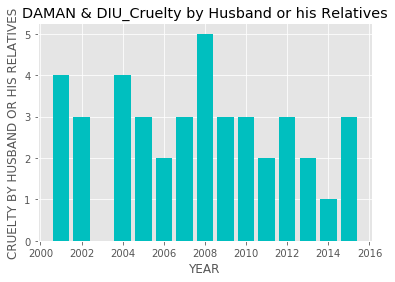 DAMAN & DIU_Cruelty by Husband or his Relatives
CRUELTY BY HUSBAND OR HIS RELATIVES
5
4
3
2
1
0
2000 2002 2004 2006 2008 2010 2012 2014 2016
YEAR